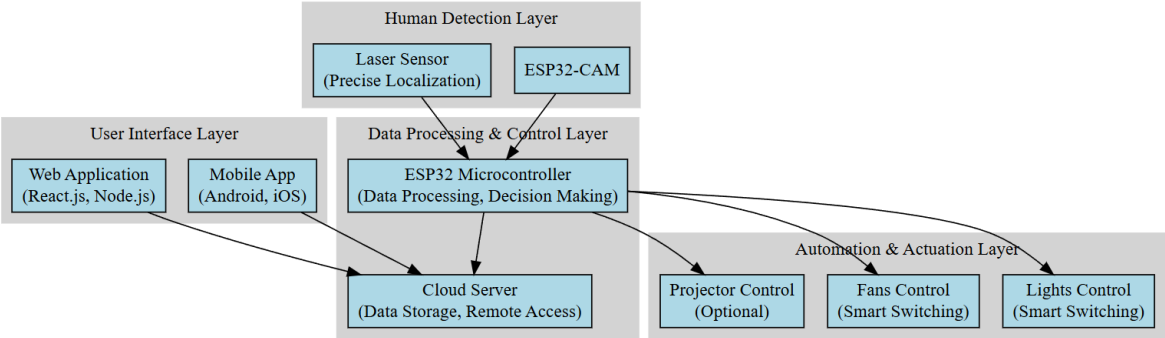 Human Detection Layer
Laser Sensor
(Precise Localization)
ESP32-CAM
User Interface Layer
Web Application
(React.js, Node.js)
Mobile App
(Android, iOS)
Data Processing & Control Layer
ESP32 Microcontroller
(Data Processing, Decision Making)
Cloud Server
(Data Storage, Remote Access)
Automation & Actuation Layer
Projector Control
(Optional)
Fans Control
(Smart Switching)
Lights Control
(Smart Switching)